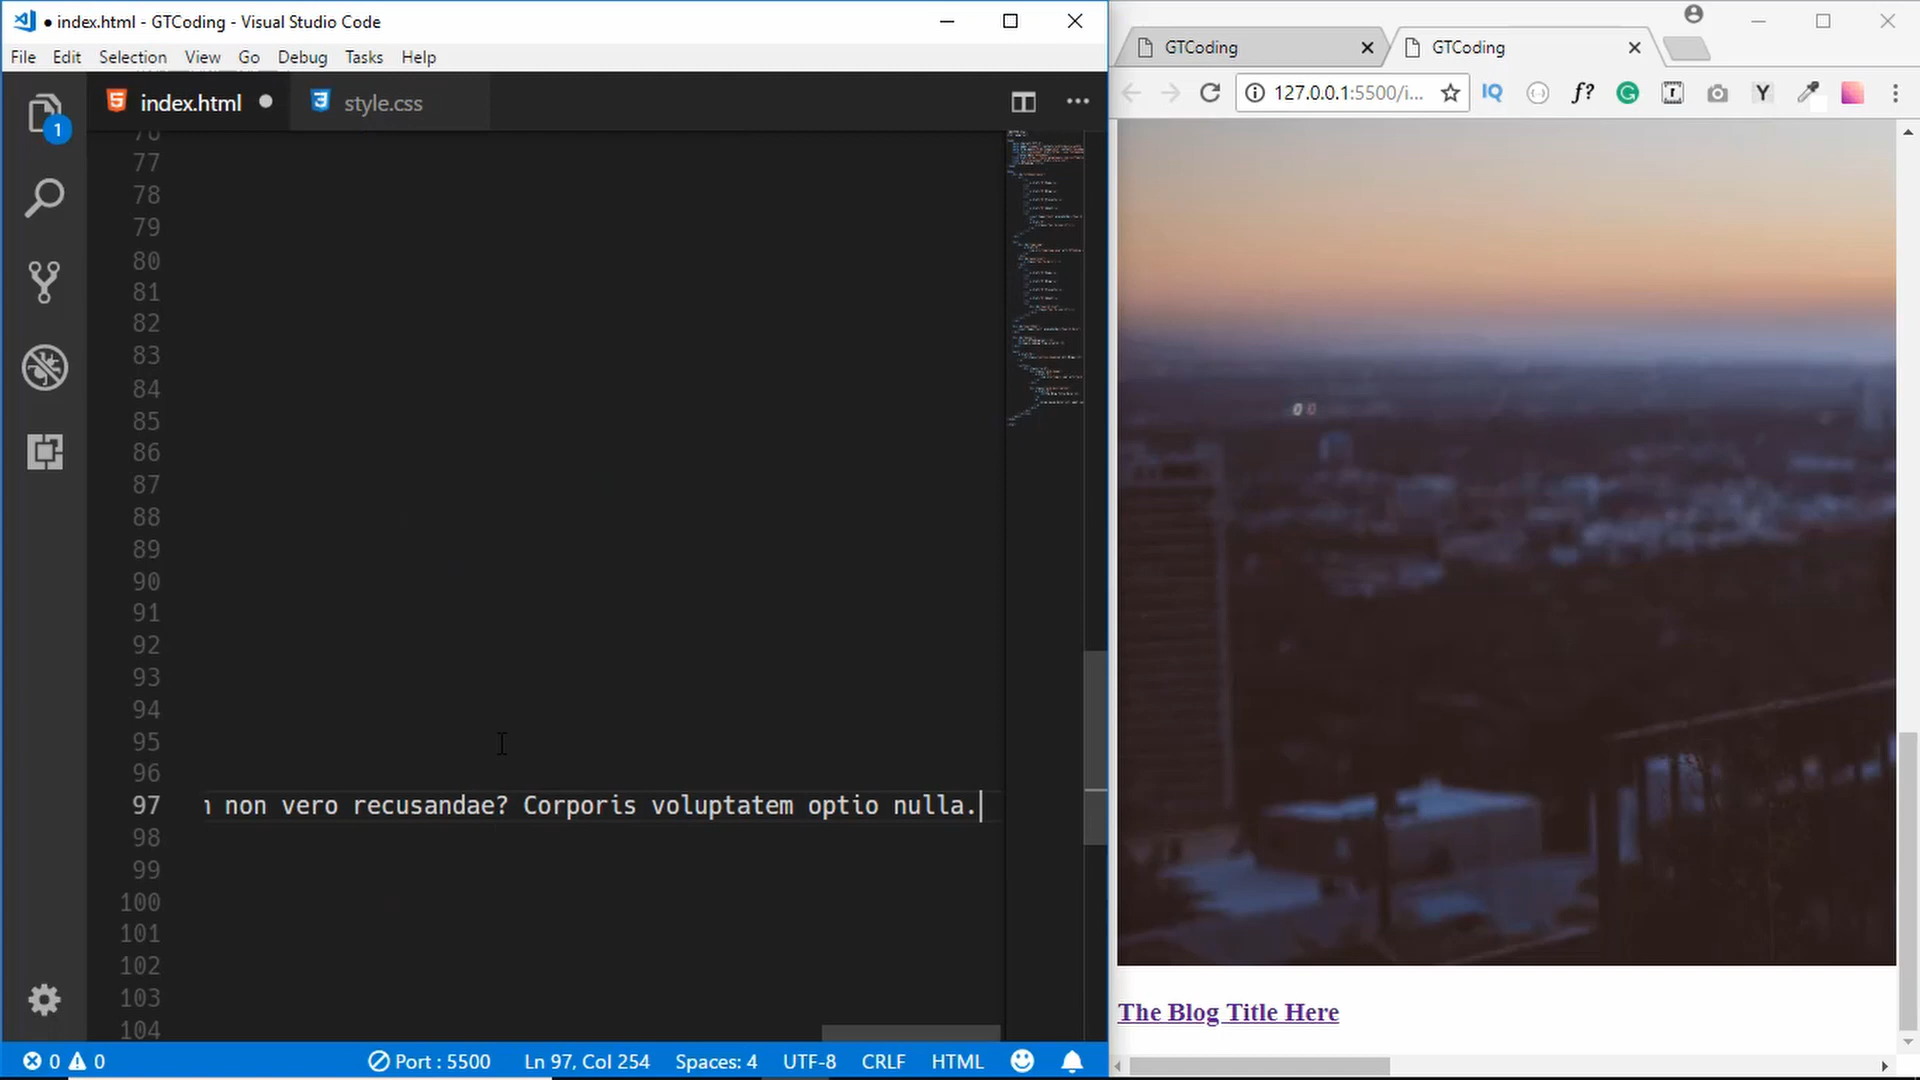 index.html - GTCoding - Visual Studio Code
File Edit Selection View Go Debug Tasks Help
index.html
style.css
1
77
78
79
80
81
82
83
84
85
86
87
88
89
90
91
92
93
94
95
96
97 non vero recusandae? Corporis voluptatem optio nulla.
98
99
100
101
102
103
104
0 0
Port : 5500
Ln 97, Col 254
Spaces: 4
UTF-8
CRLF
HTML
GTCoding
GTCoding
127.0.0.1:5500/i...
IQ
f?
Y
The Blog Title Here